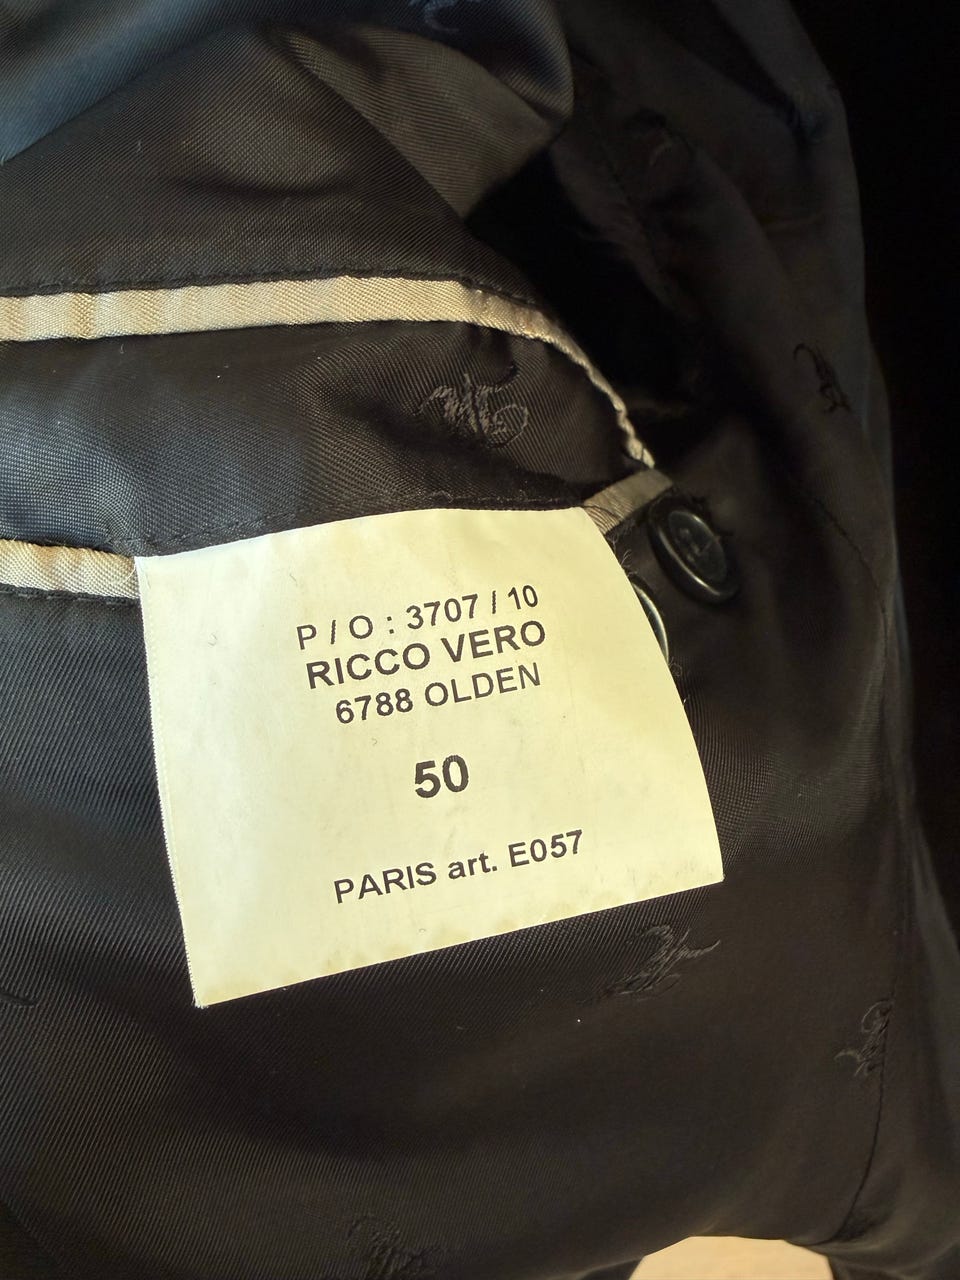 P / O : 3707 / 10
RICCO VERO
6788 OLDEN
50
PARIS art. E057